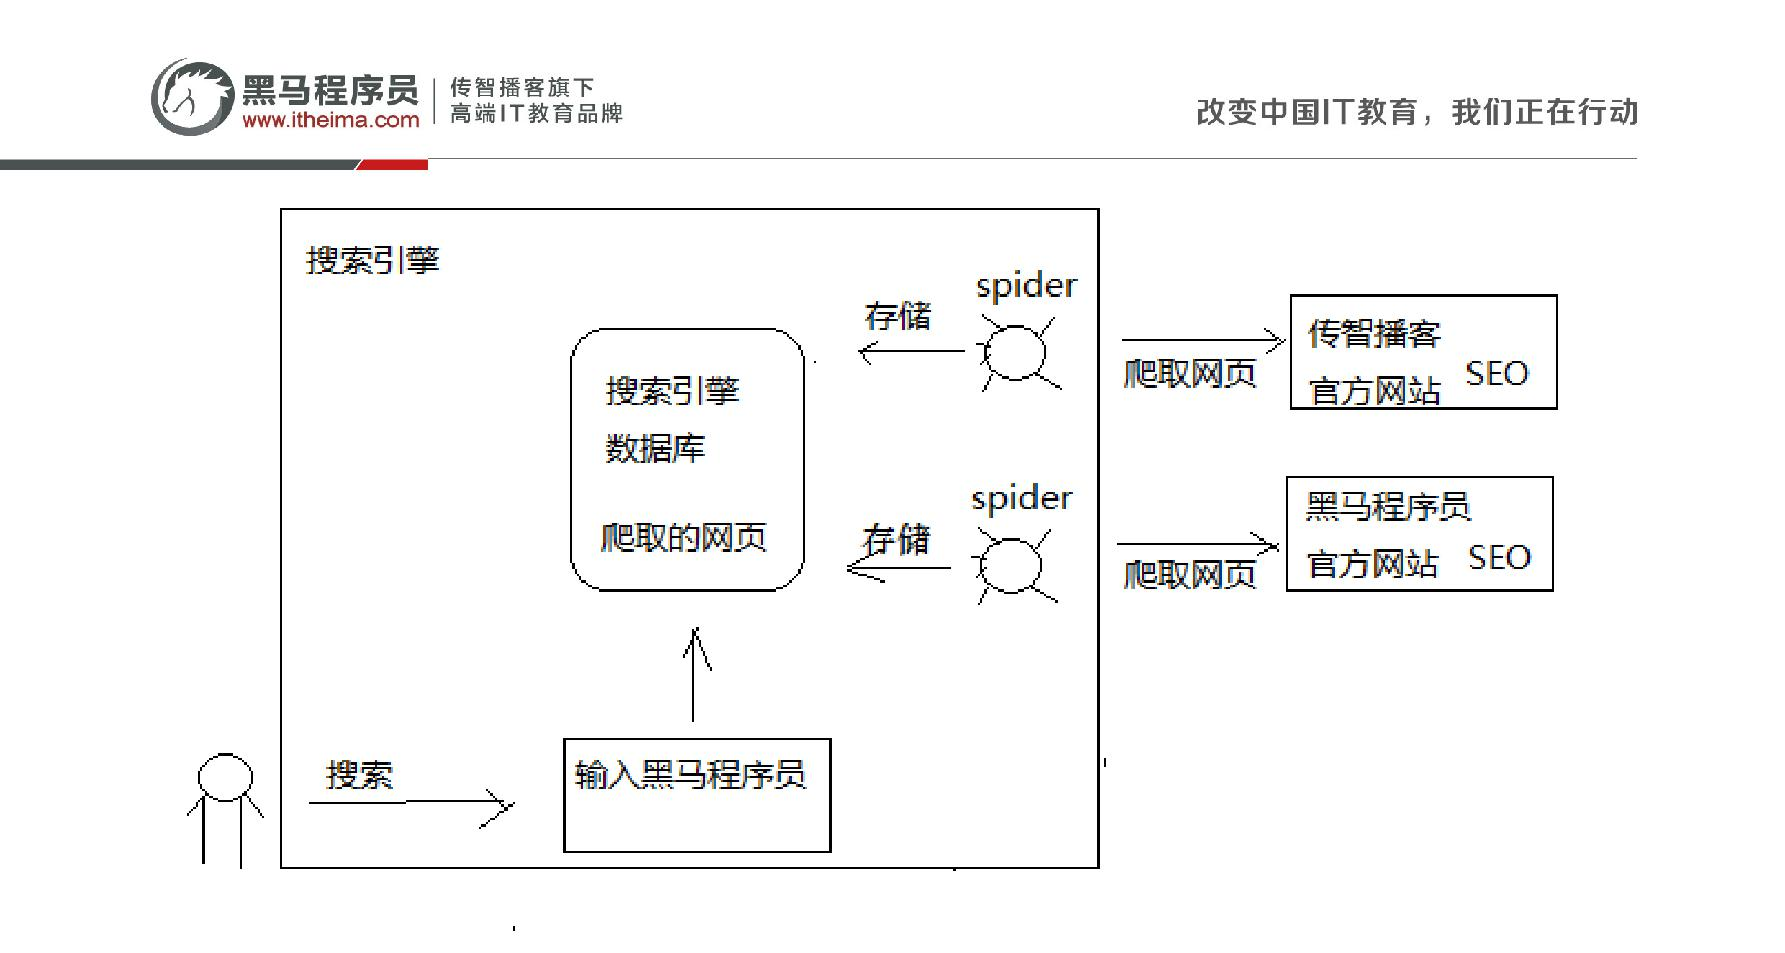 黑马程序员
www.itheima.com
传智播客旗下
高端IT教育品牌
改变中国IT教育，我们正在行动
搜索引擎
spider
存储
爬取网页
传智播客
官方网站 SEO
搜索引擎
数据库
爬取的网页
spider
存储
爬取网页
黑马程序员
官方网站 SEO
搜索
输入黑马程序员